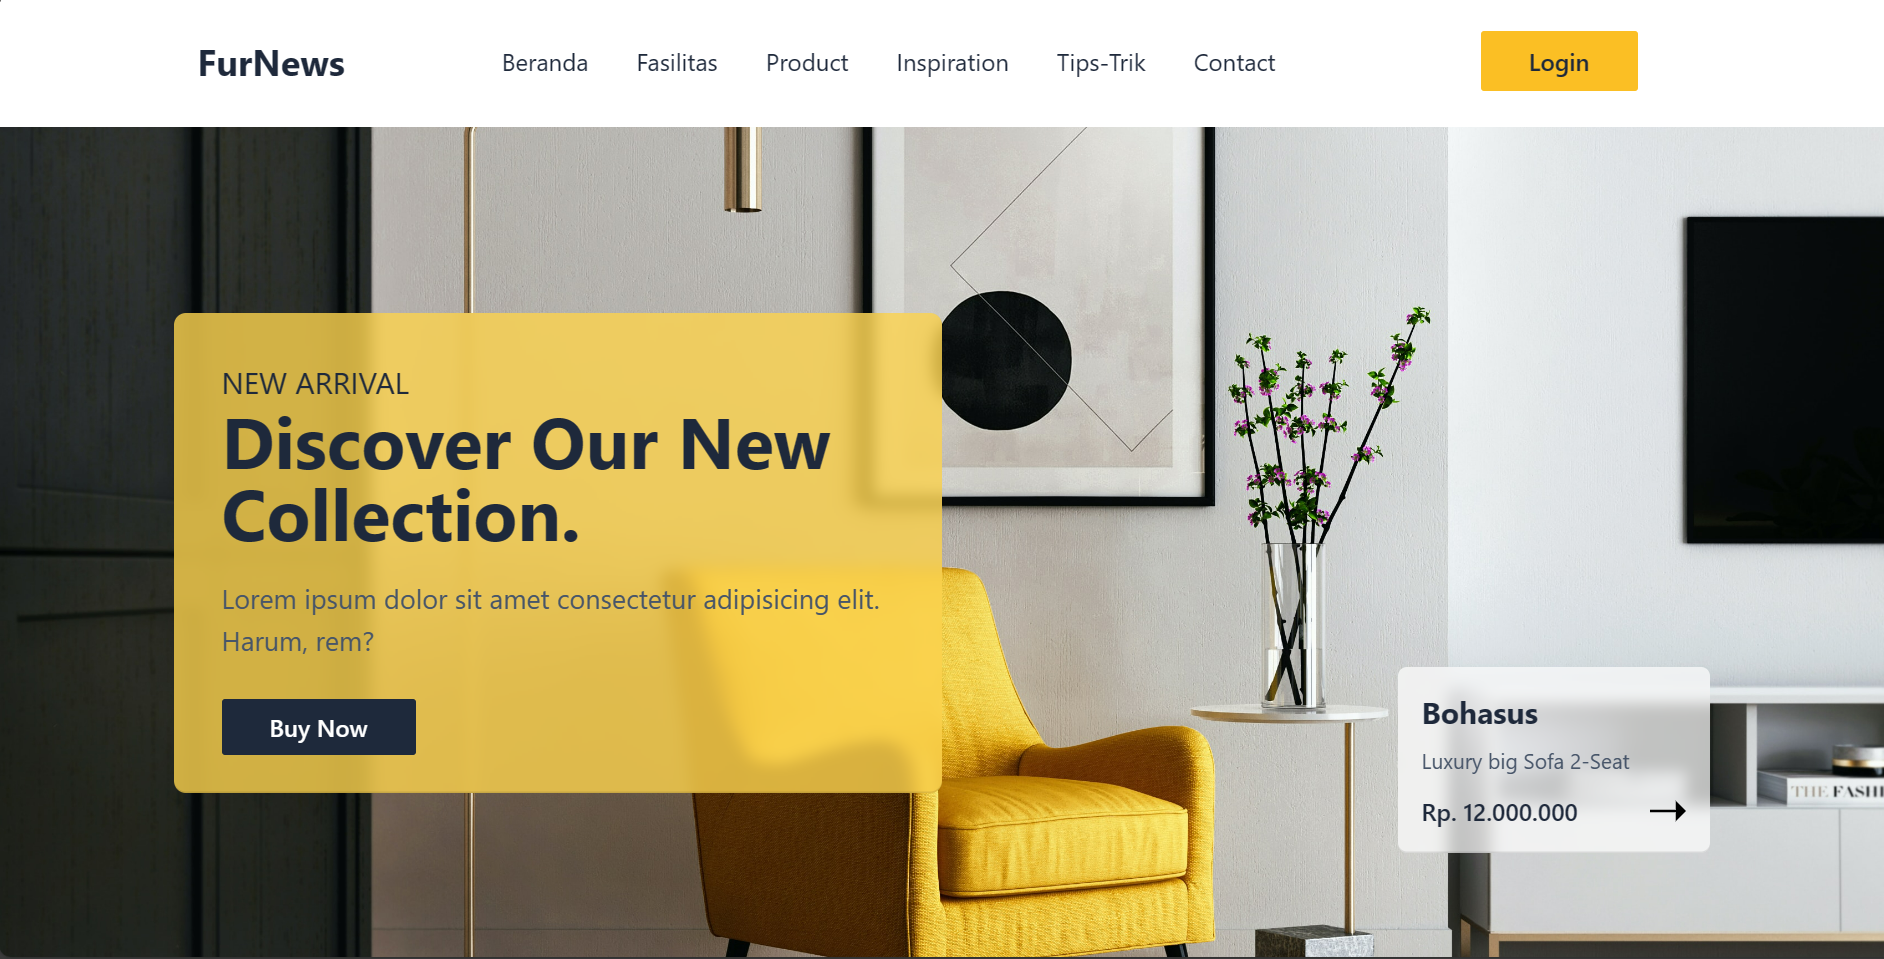 FurNews
Beranda Fasilitas Product Inspiration Tips-Trik Contact
Login
NEW ARRIVAL
Discover Our New
Collection.
Lorem ipsum dolor sit amet consectetur adipisicing elit.
Harum, rem?
Buy Now
Bohasus
Luxury big Sofa 2-Seat
Rp. 12.000.000
THE FASHI